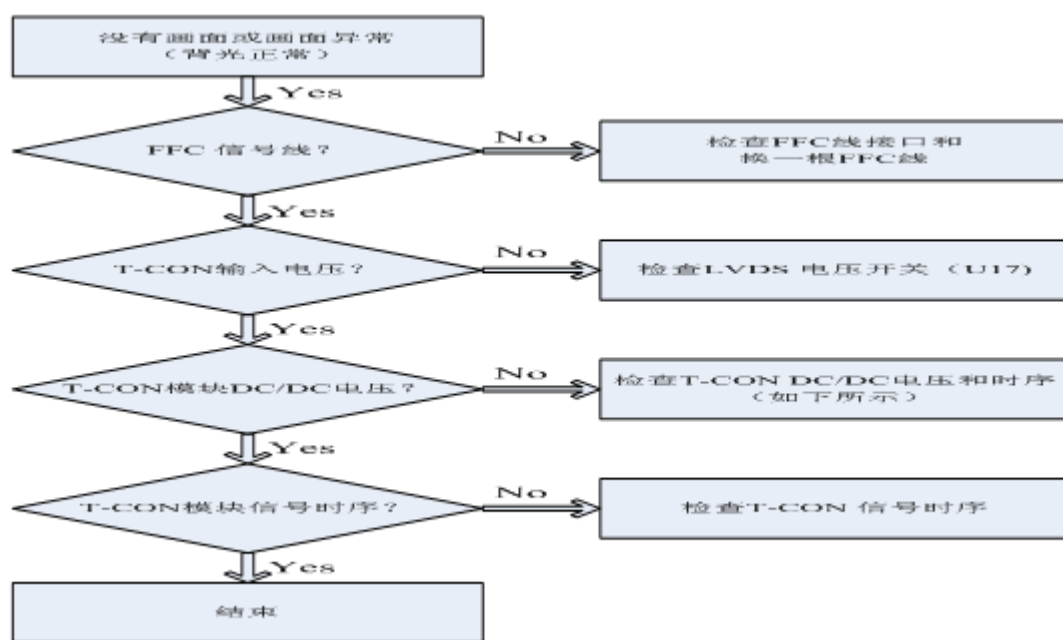 没有画面或画面异常
（背光正常）
Yes
FFC 信号线？
No
检查FFC线接口和
换一根FFC线
Yes
T-CON输入电压？
No
检查LVDS 电压开关（U17)
Yes
T-CON模块DC/DC电压？
No
检查T-CON DC/DC电压和时序
（如下所示）
Yes
T-CON模块信号时序？
No
检查T-CON 信号时序
Yes
结束